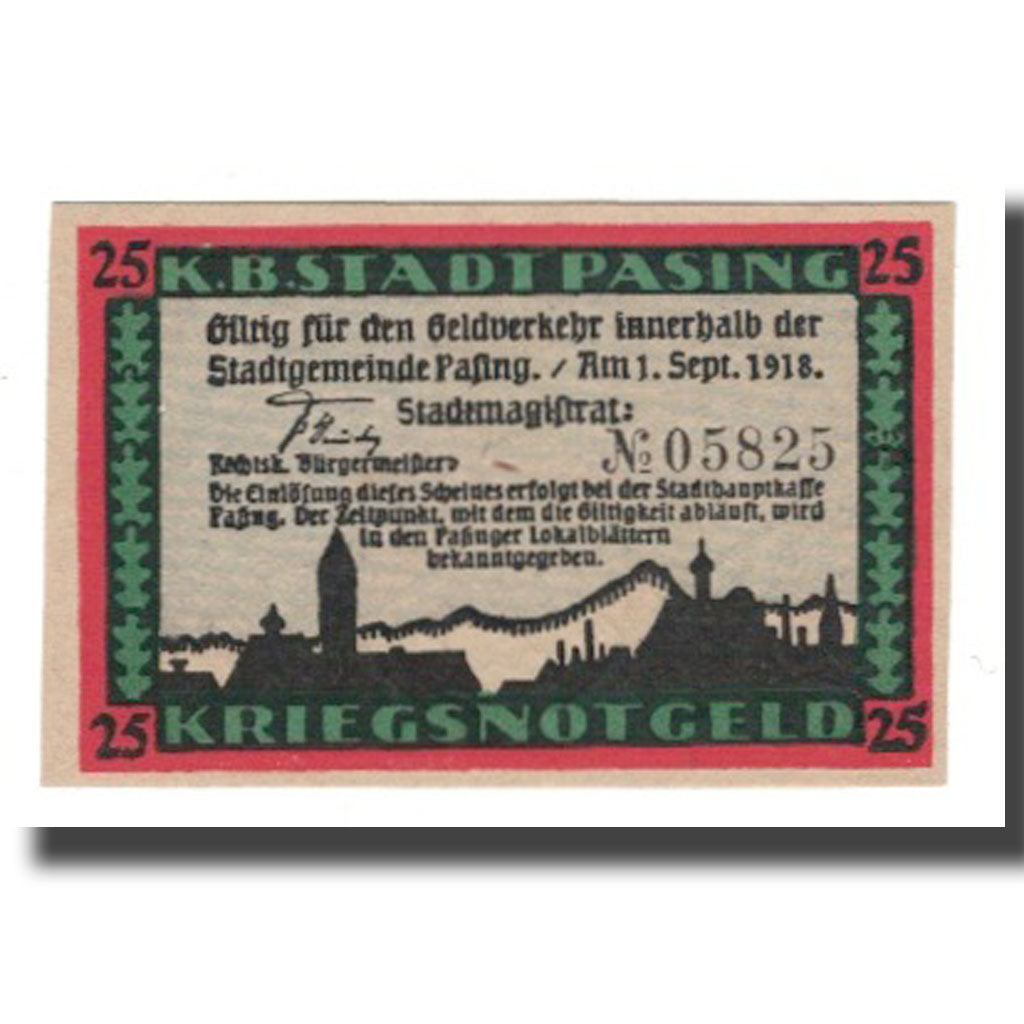 25 K.B.STADT PASING 25
Giltig für den Geldverkehr innerhalb der
Stadtgemeinde Pasing. / Am 1. Sept. 1918.
Stadtmagistrat:
№ 05825
Rechtsk. Bürgermeister
Die Einlösung dieses Scheines erfolgt bei der Stadthauptkasse
Pasing. Der Zeitpunkt, mit dem die Giltigkeit abläuft, wird
in den Pasinger Lokalblättern
bekanntgegeben.
25 KRIEGSNOTGELD 25